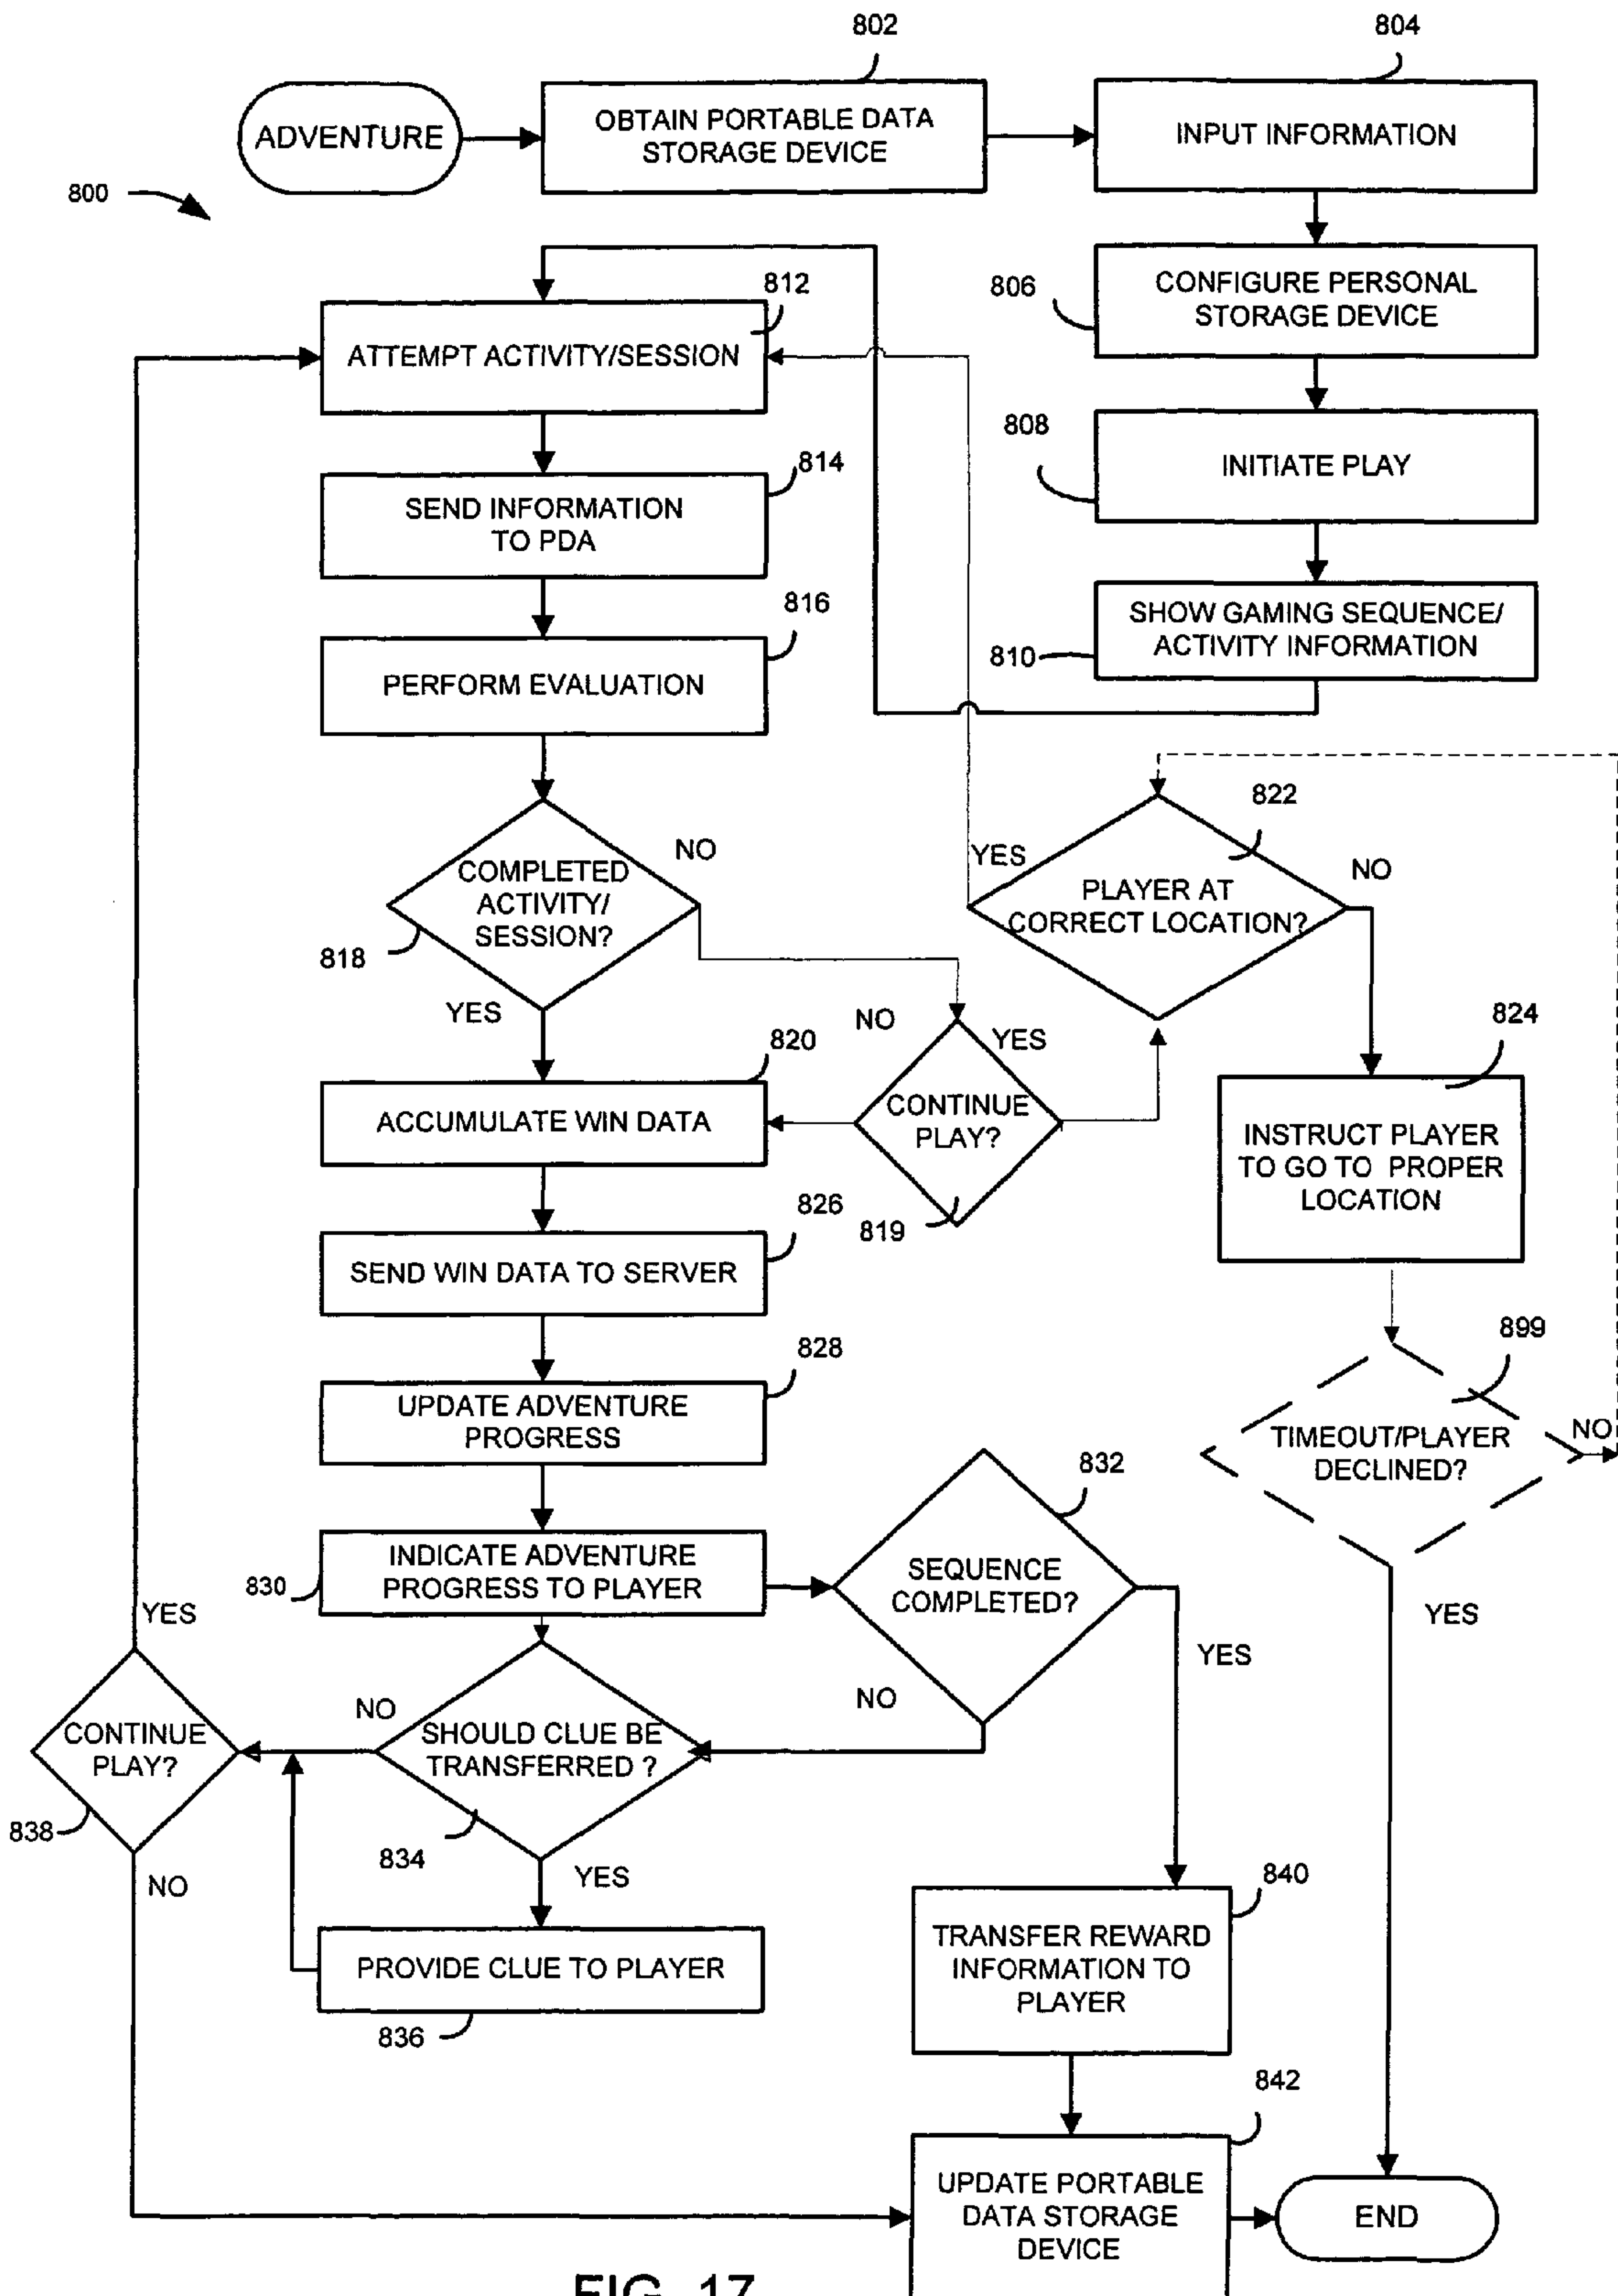 802
804
ADVENTURE
OBTAIN PORTABLE DATA
STORAGE DEVICE
INPUT INFORMATION
800
806
CONFIGURE PERSONAL
STORAGE DEVICE
812
ATTEMPT ACTIVITY/SESSION
808
INITIATE PLAY
814
SEND INFORMATION
TO PDA
810
SHOW GAMING SEQUENCE/
ACTIVITY INFORMATION
816
PERFORM EVALUATION
822
NO
YES
NO
COMPLETED
ACTIVITY/
SESSION?
PLAYER AT
CORRECT LOCATION?
818
YES
NO
YES
824
820
ACCUMULATE WIN DATA
CONTINUE
PLAY?
INSTRUCT PLAYER
TO GO TO PROPER
LOCATION
826
819
SEND WIN DATA TO SERVER
899
828
UPDATE ADVENTURE
PROGRESS
TIMEOUT/PLAYER
DECLINED?
NO
832
INDICATE ADVENTURE
PROGRESS TO PLAYER
830
SEQUENCE
COMPLETED?
YES
YES
YES
NO
NO
CONTINUE
PLAY?
SHOULD CLUE BE
TRANSFERRED ?
838
834
YES
NO
840
PROVIDE CLUE TO PLAYER
TRANSFER REWARD
INFORMATION TO
PLAYER
836
842
UPDATE PORTABLE
DATA STORAGE
DEVICE
END
FIG. 17